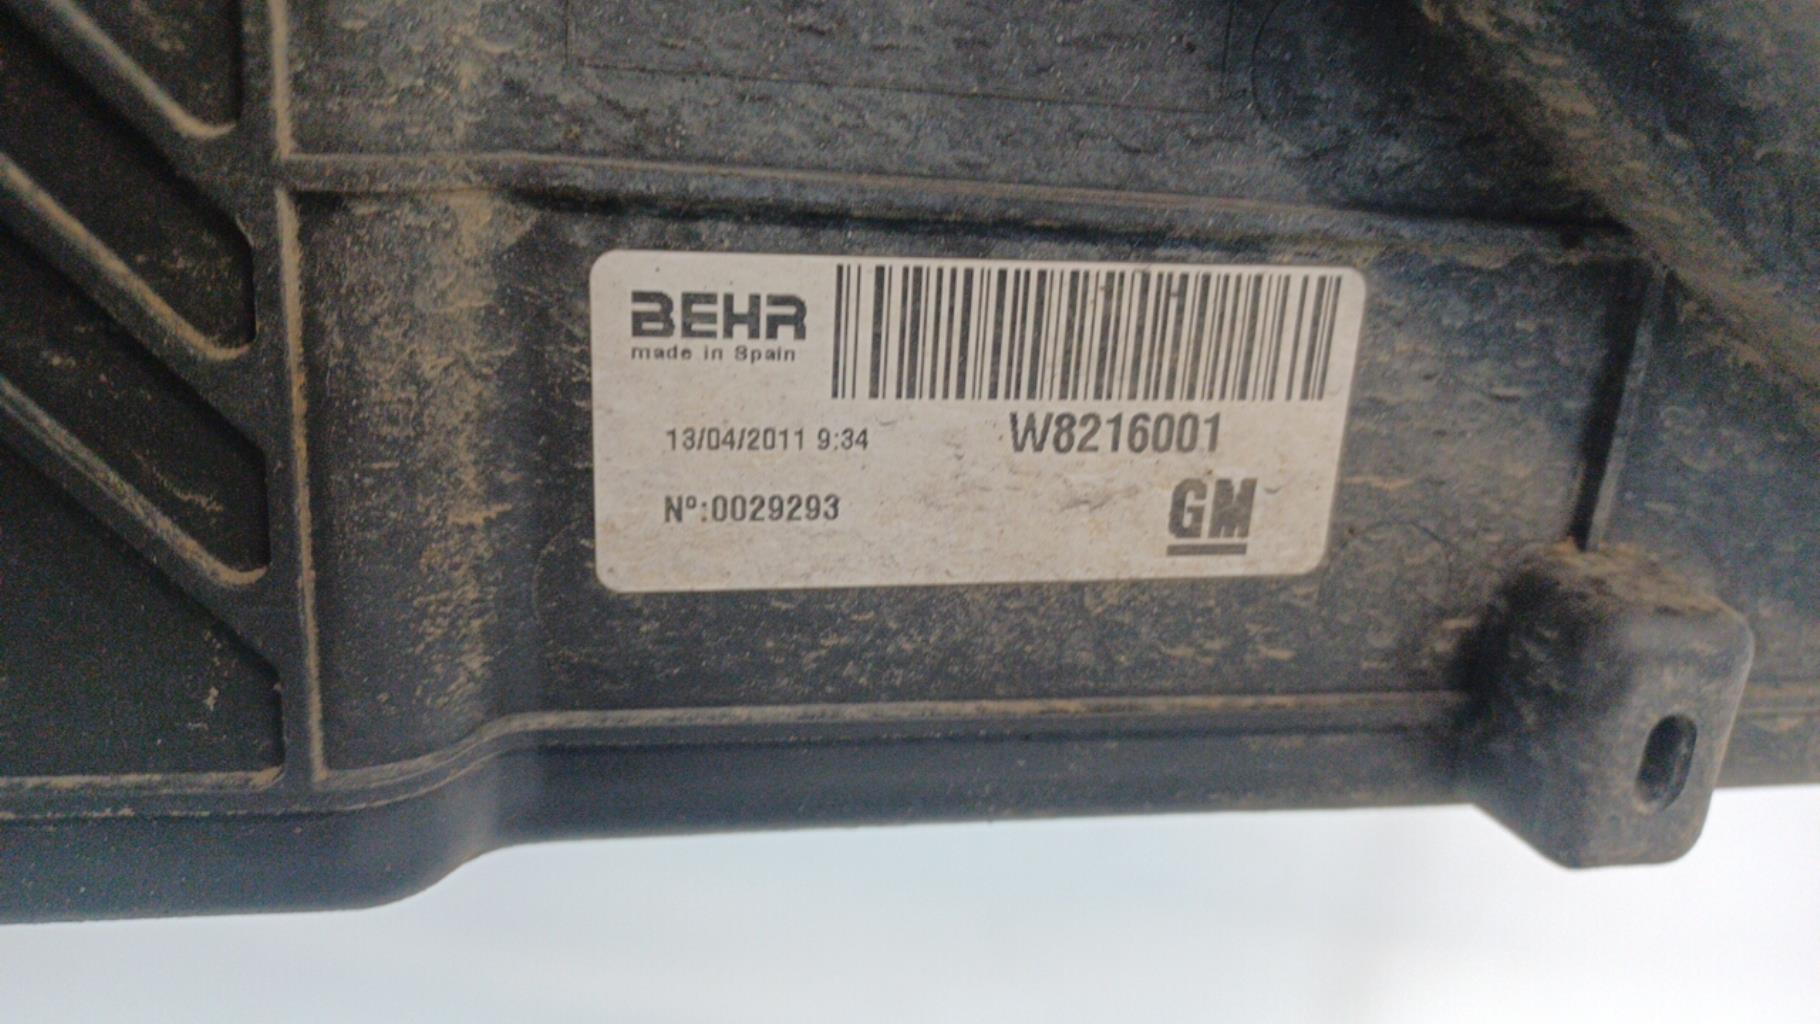 BEHR
made in Spain
13/04/2011 9:34
W8216001
Nº:0029293
GM